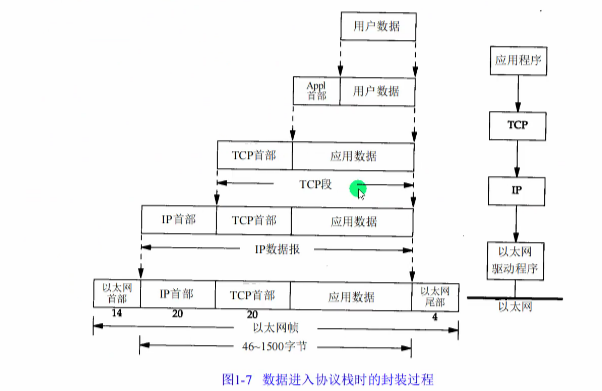 用户数据
Appl
首部
用户数据
应用程序
TCP首部
应用数据
TCP
TCP段
IP首部
TCP首部
应用数据
IP
IP数据报
以太网
驱动程序
以太网
首部
IP首部
TCP首部
应用数据
以太网
尾部
以太网
14
20
20
4
以太网帧
46~1500字节
图1-7 数据进入协议栈时的封装过程